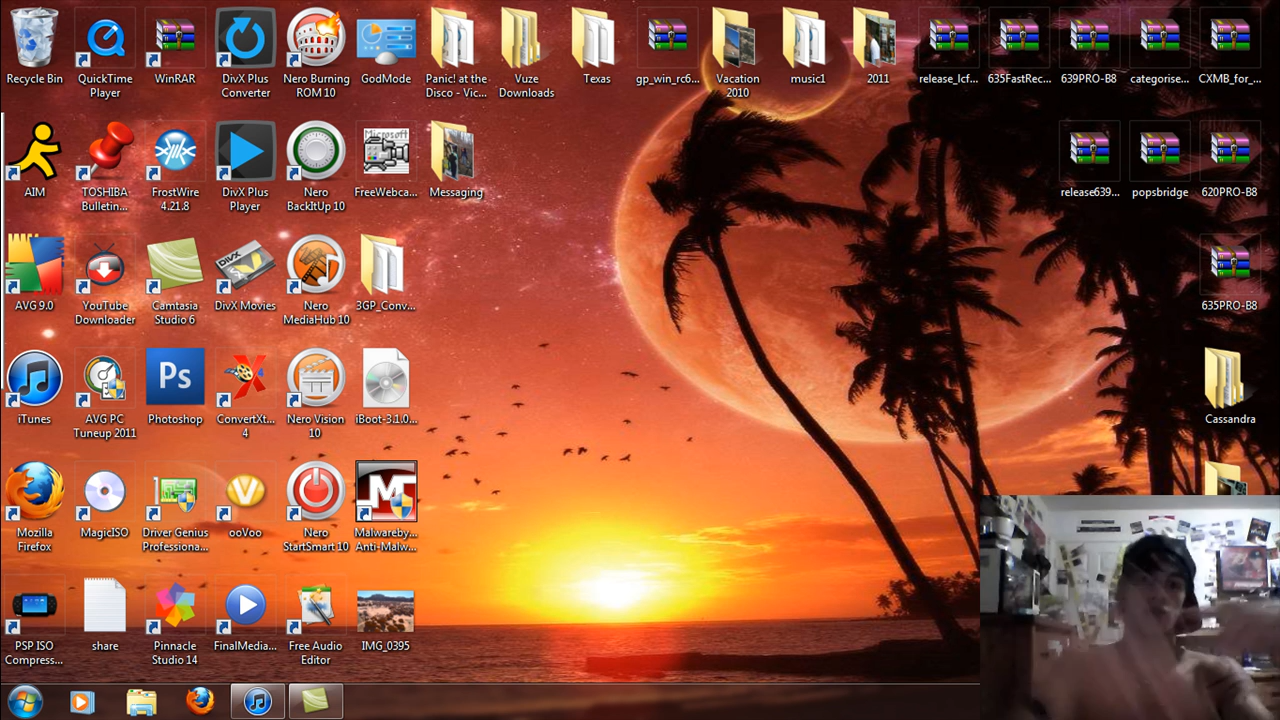 Recycle Bin
QuickTime
Player
WinRAR
DivX Plus
Converter
Nero Burning
ROM 10
GodMode
Panic! at the
Disco - Vic...
Vuze
Downloads
Texas
gp_win_rc6...
Vacation
2010
music1
2011
release_lcf...
635FastRec...
639PRO-B8
categorise...
CXMB_for_...
AIM
TOSHIBA
Bulletin...
FrostWire
4.21.8
DivX Plus
Player
Nero
BackItUp 10
Microsoft
FreeWebca...
Messaging
release639...
popsbridge
620PRO-B8
AVG 9.0
YouTube
Downloader
Camtasia
Studio 6
DivX Movies
Nero
MediaHub 10
3GP_Conv...
635PRO-B8
iTunes
AVG PC
Tuneup 2011
Ps
Photoshop
ConvertXt...
4
Nero Vision
10
iBoot-3.1.0...
Cassandra
Mozilla
Firefox
MagicISO
Driver Genius
Professiona...
ooVoo
Nero
StartSmart 10
Malwareby...
Anti-Malw...
PSP ISO
Compress...
share
Pinnacle
Studio 14
FinalMedia...
Free Audio
Editor
IMG_0395